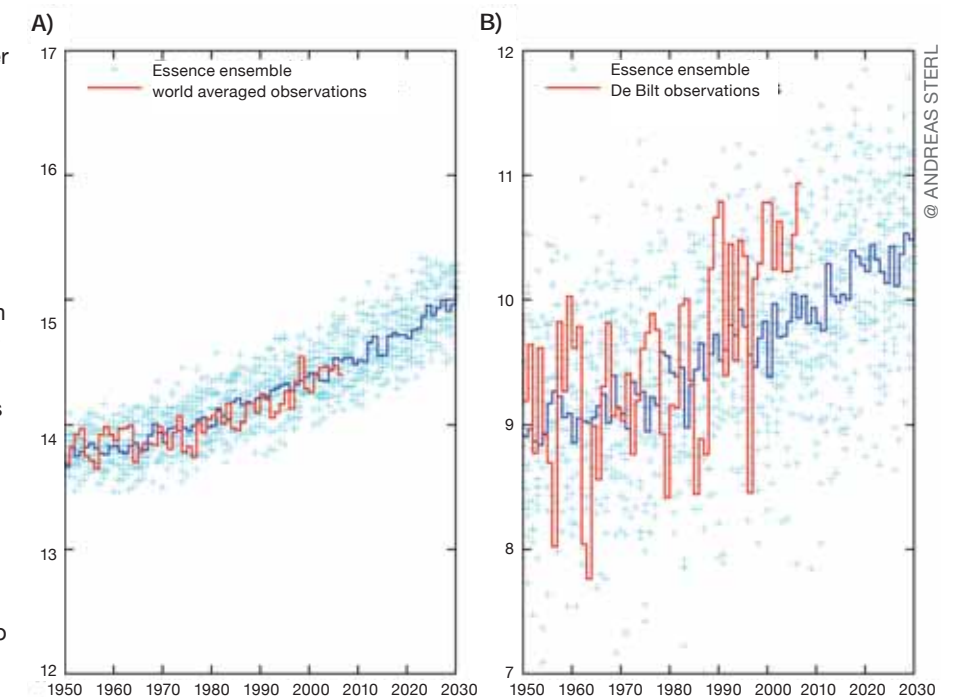 A)
17
16
15
14
13
12
Essence ensemble
world averaged observations
1950 1960 1970 1980 1990 2000 2010 2020 2030
B)
12
11
10
9
8
7
Essence ensemble
De Bilt observations
1950 1960 1970 1980 1990 2000 2010 2020 2030
@ ANDREAS STERL